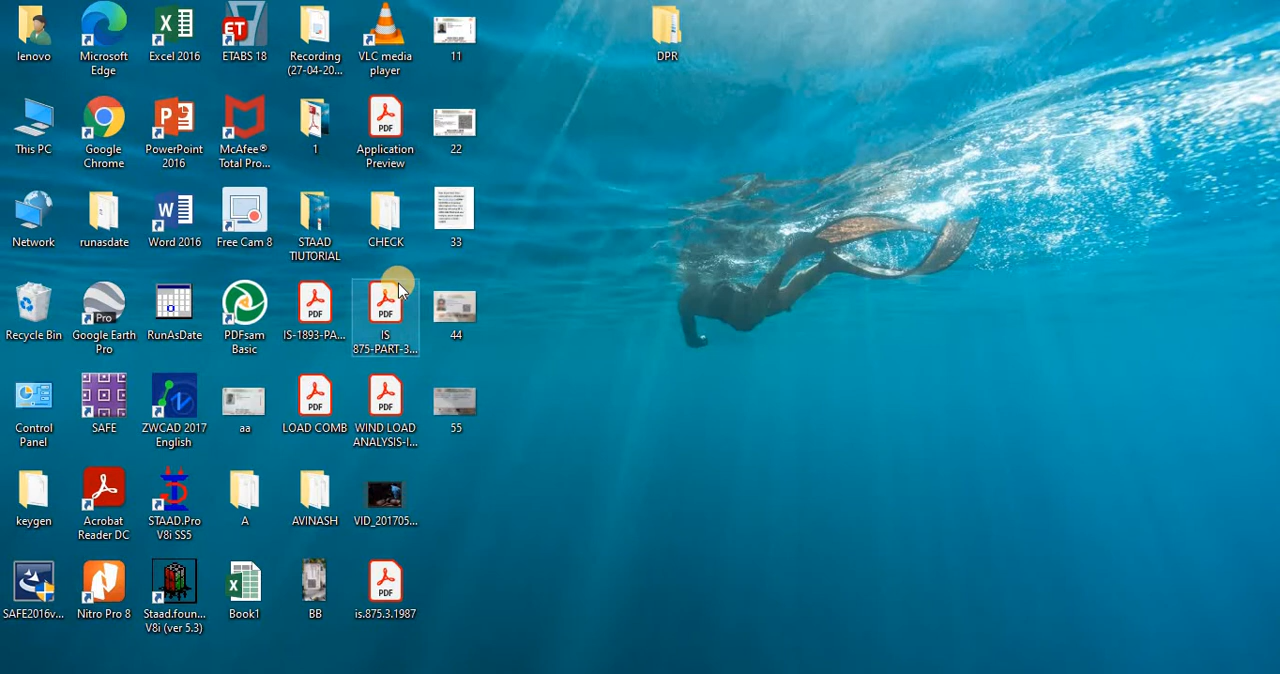 lenovo
Microsoft
Edge
Excel 2016
ETABS 18
Recording
(27-04-20...
VLC media
player
11
DPR
This PC
Google
Chrome
PowerPoint
2016
McAfee®
Total Pro...
1
Application
Preview
22
Network
runasdate
Word 2016
Free Cam 8
STAAD
TIUTORIAL
CHECK
33
Recycle Bin
Google Earth
Pro
RunAsDate
PDFsam
Basic
IS-1893-PA...
IS
875-PART-3...
44
Control
Panel
SAFE
ZWCAD 2017
English
aa
LOAD COMB
WIND LOAD
ANALYSIS-I...
55
keygen
Acrobat
Reader DC
STAAD.Pro
V8i SS5
A
AVINASH
VID_201705...
SAFE2016v...
Nitro Pro 8
Staad.foun...
V8i (ver 5.3)
Book1
BB
is.875.3.1987